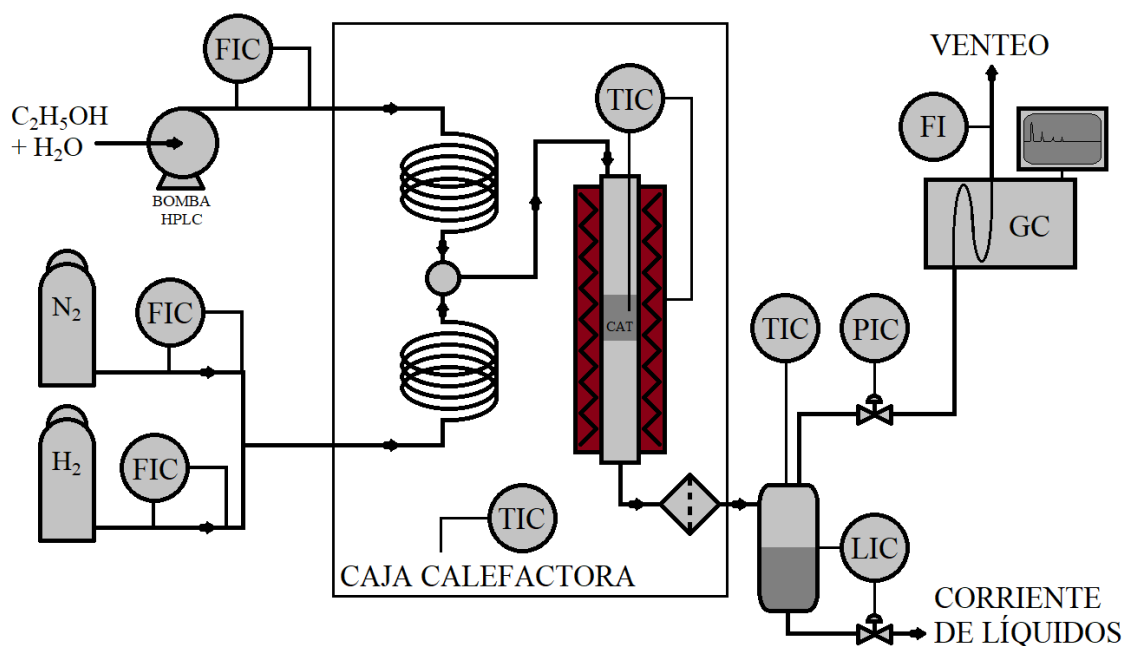 FIC
C₂H₅OH
+ H₂O
BOMBA
HPLC
N₂
FIC
H₂
FIC
TIC
CAT
TIC
CAJA CALEFACTORA
VENTEO
FI
GC
TIC
PIC
LIC
CORRIENTE
DE LÍQUIDOS